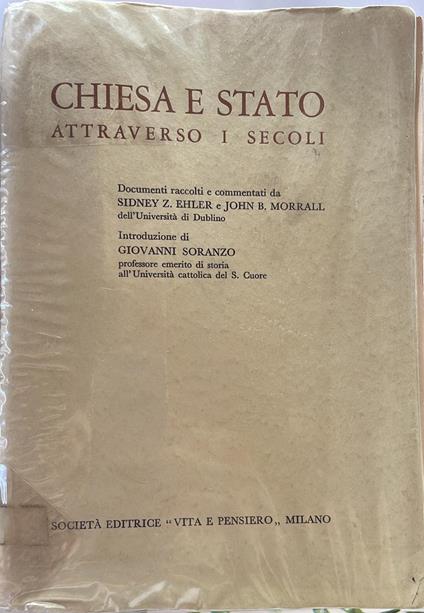 CHIESA E STATO
ATTRAVERSO I SECOLI
Documenti raccolti e commentati da
SIDNEY Z. EHLER e JOHN B. MORRALL
dell'Università di Dublino
Introduzione di
GIOVANNI SORANZO
professore emerito di storia
all'Università cattolica del S. Cuore
SOCIETÀ EDITRICE "VITA E PENSIERO„ MILANO